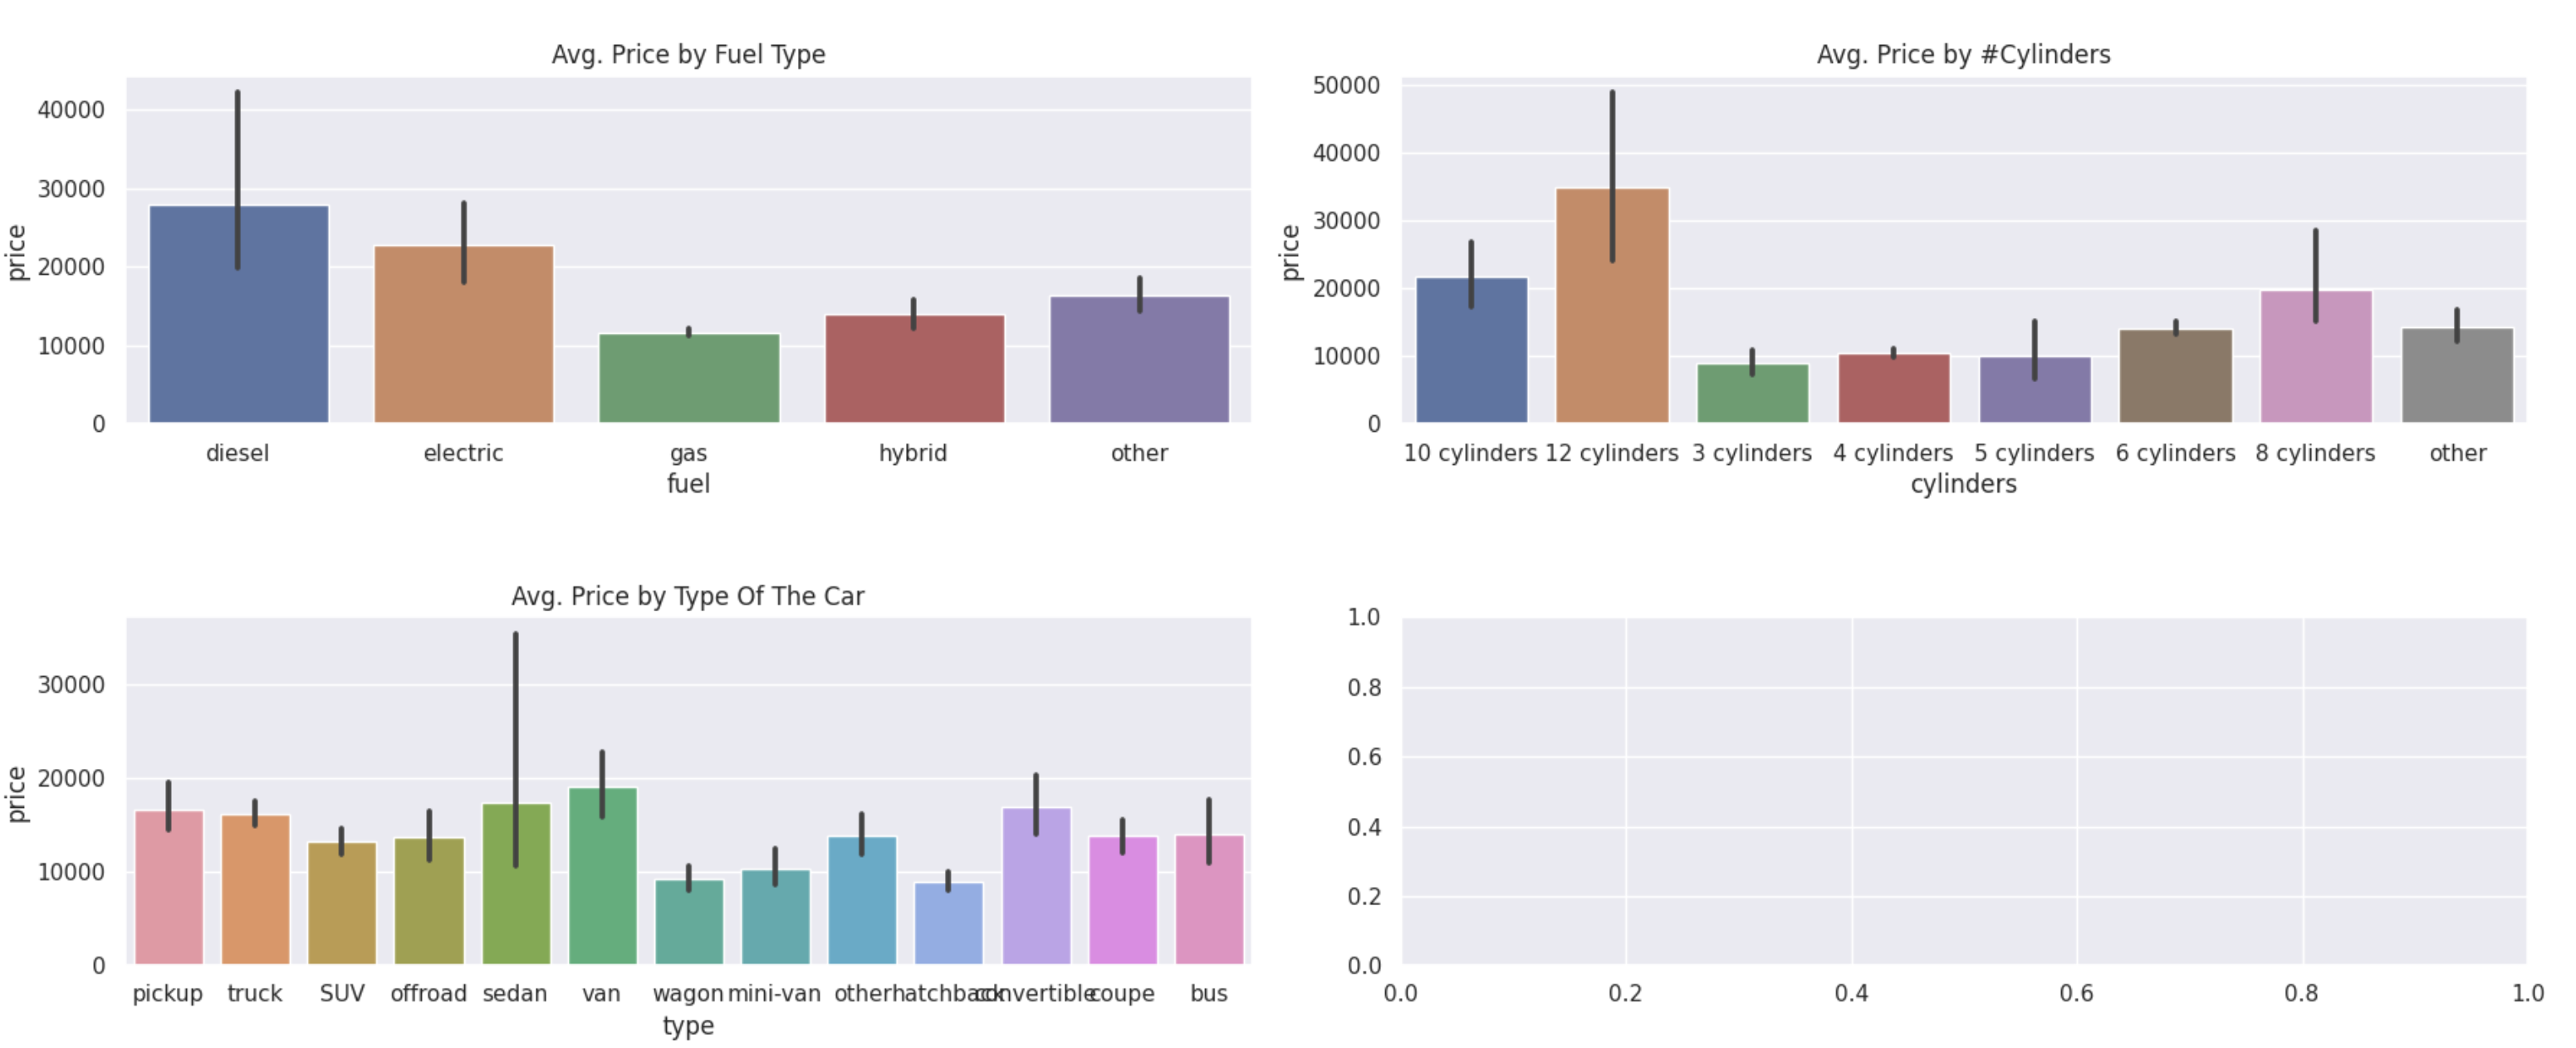 Avg. Price by Fuel Type
40000
30000
20000
10000
0
price
diesel electric gas hybrid other
fuel
Avg. Price by #Cylinders
50000
40000
30000
20000
10000
0
price
10 cylinders 12 cylinders 3 cylinders 4 cylinders 5 cylinders 6 cylinders 8 cylinders other
cylinders
Avg. Price by Type Of The Car
30000
20000
10000
0
price
pickup truck SUV offroad sedan van wagon mini-van other hatchback convertible coupe bus
type
1.0
0.8
0.6
0.4
0.2
0.0
0.0 0.2 0.4 0.6 0.8 1.0